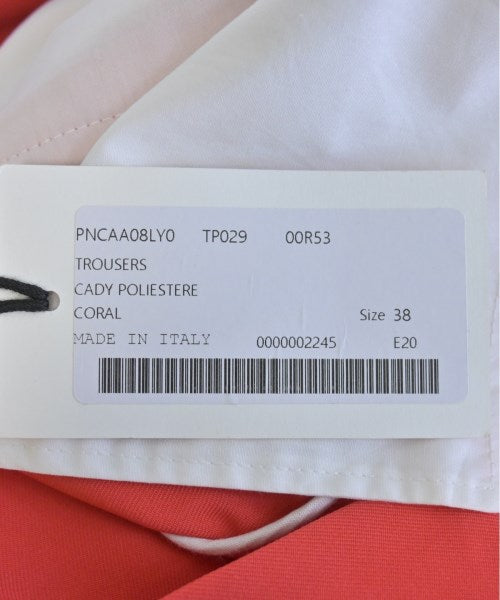 PNCAA08LY0 TP029 00R53
TROUSERS
CADY POLIESTERE
CORAL Size 38
MADE IN ITALY 0000002245 E20